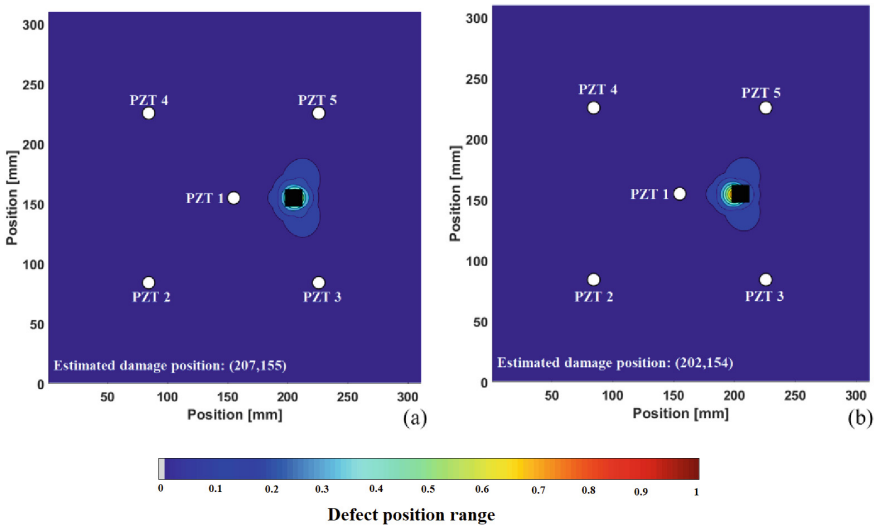 300
250
200
150
100
50
0
Position [mm]
PZT 4
PZT 5
PZT 1
PZT 2
PZT 3
Estimated damage position: (207,155)
50 100 150 200 250 300
Position [mm]
(a)
300
250
200
150
100
50
0
Position [mm]
PZT 4
PZT 5
PZT 1
PZT 2
PZT 3
Estimated damage position: (202,154)
50 100 150 200 250 300
Position [mm]
(b)
0 0.1 0.2 0.3 0.4 0.5 0.6 0.7 0.8 0.9 1
Defect position range